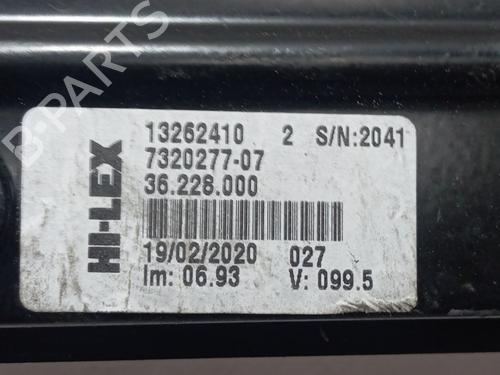 HI-LEX
13262410 2 S/N:2041
7320277-07
36.228.000
19/02/2020 027
Im: 06.93 V: 099.5